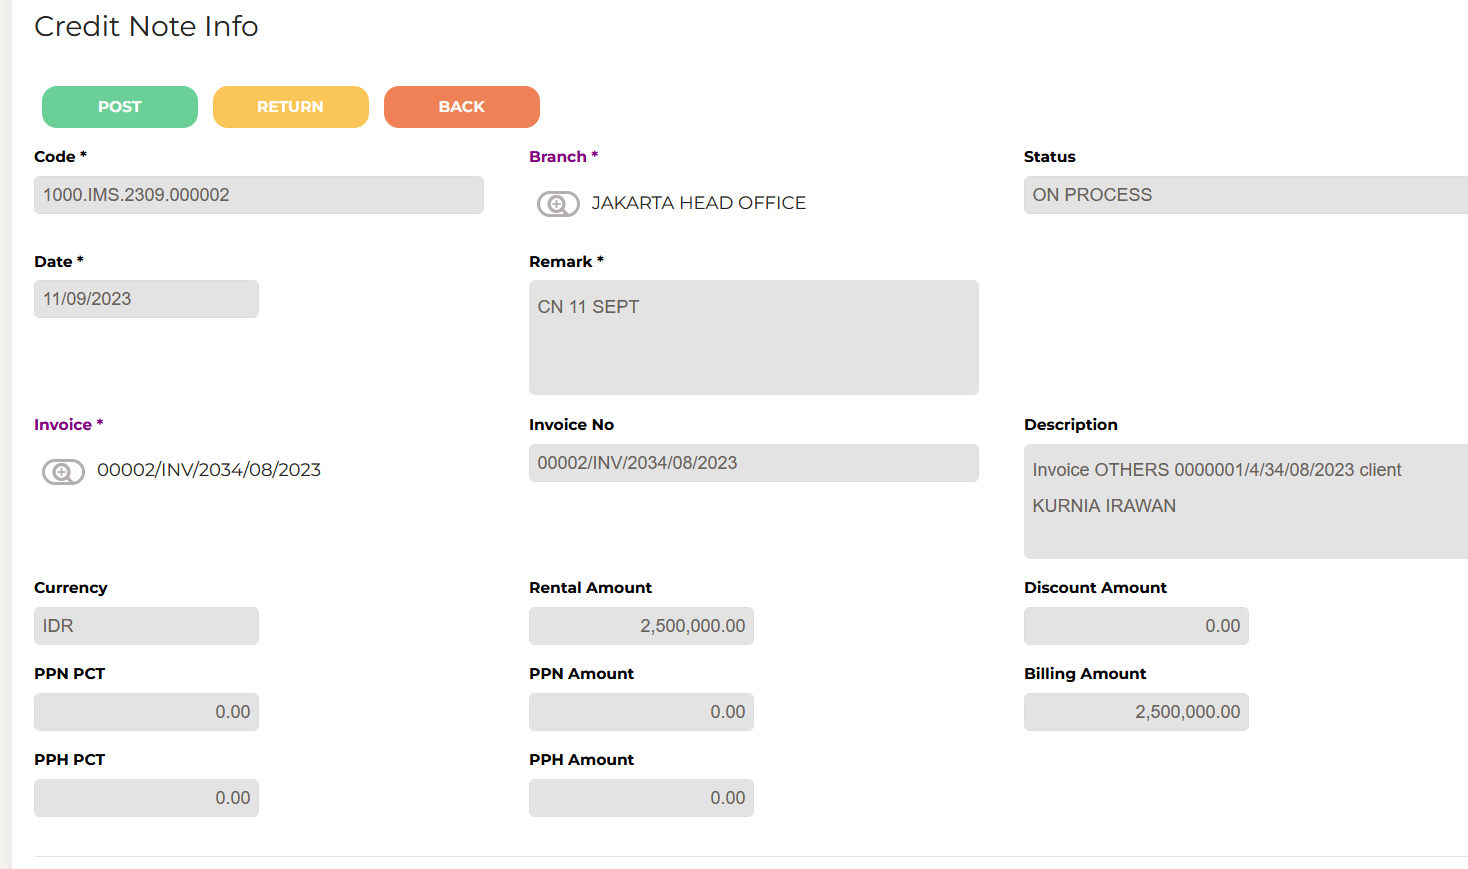 Credit Note Info
POST RETURN BACK
Code * Branch * Status
1000.IMS.2309.000002 JAKARTA HEAD OFFICE ON PROCESS
Date * Remark *
11/09/2023 CN 11 SEPT
Invoice * Invoice No Description
00002/INV/2034/08/2023 00002/INV/2034/08/2023 Invoice OTHERS 0000001/4/34/08/2023 client
KURNIA IRAWAN
Currency Rental Amount Discount Amount
IDR 2,500,000.00 0.00
PPN PCT PPN Amount Billing Amount
0.00 0.00 2,500,000.00
PPH PCT PPH Amount
0.00 0.00